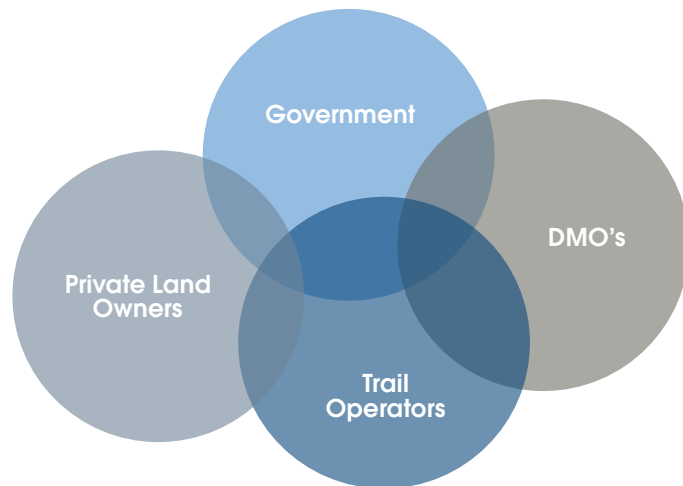 Government
DMO’s
Private Land
Owners
Trail
Operators